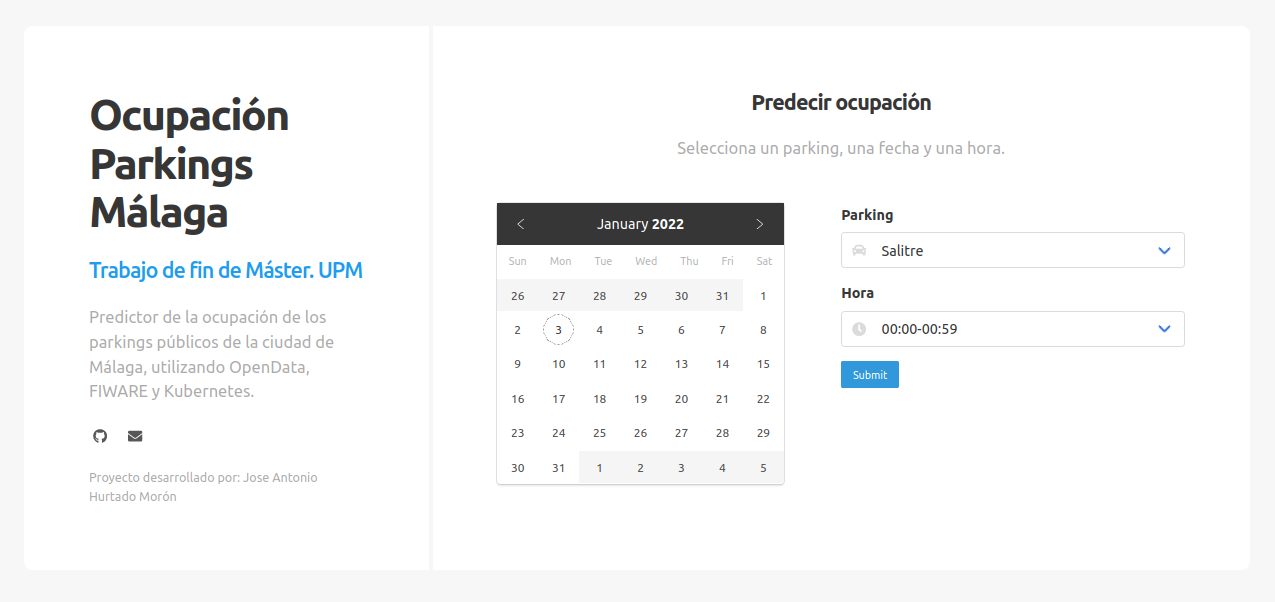 Ocupación
Parkings
Málaga
Trabajo de fin de Máster. UPM
Predictor de la ocupación de los
parkings públicos de la ciudad de
Málaga, utilizando OpenData,
FIWARE y Kubernetes.
Proyecto desarrollado por: Jose Antonio
Hurtado Morón
Predecir ocupación
Selecciona un parking, una fecha y una hora.
January 2022
Sun Mon Tue Wed Thu Fri Sat
26 27 28 29 30 31 1
2 3 4 5 6 7 8
9 10 11 12 13 14 15
16 17 18 19 20 21 22
23 24 25 26 27 28 29
30 31 1 2 3 4 5
Parking
Salitre
Hora
00:00-00:59
Submit